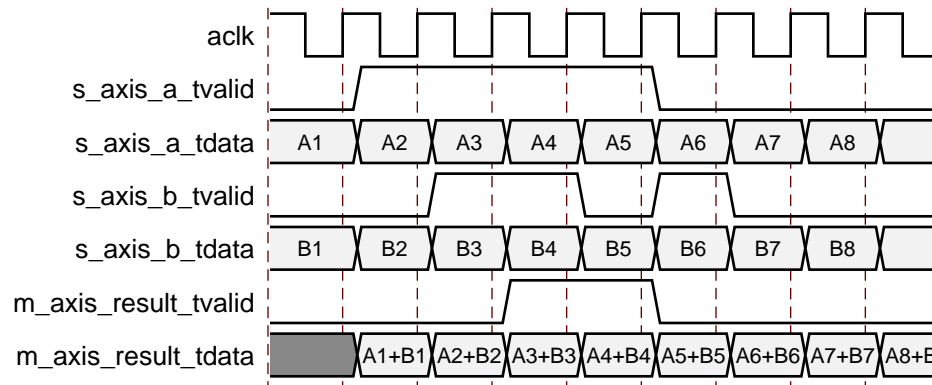 aclk
s_axis_a_tvalid
s_axis_a_tdata A1 A2 A3 A4 A5 A6 A7 A8
s_axis_b_tvalid
s_axis_b_tdata B1 B2 B3 B4 B5 B6 B7 B8
m_axis_result_tvalid
m_axis_result_tdata A1+B1 A2+B2 A3+B3 A4+B4 A5+B5 A6+B6 A7+B7 A8+B